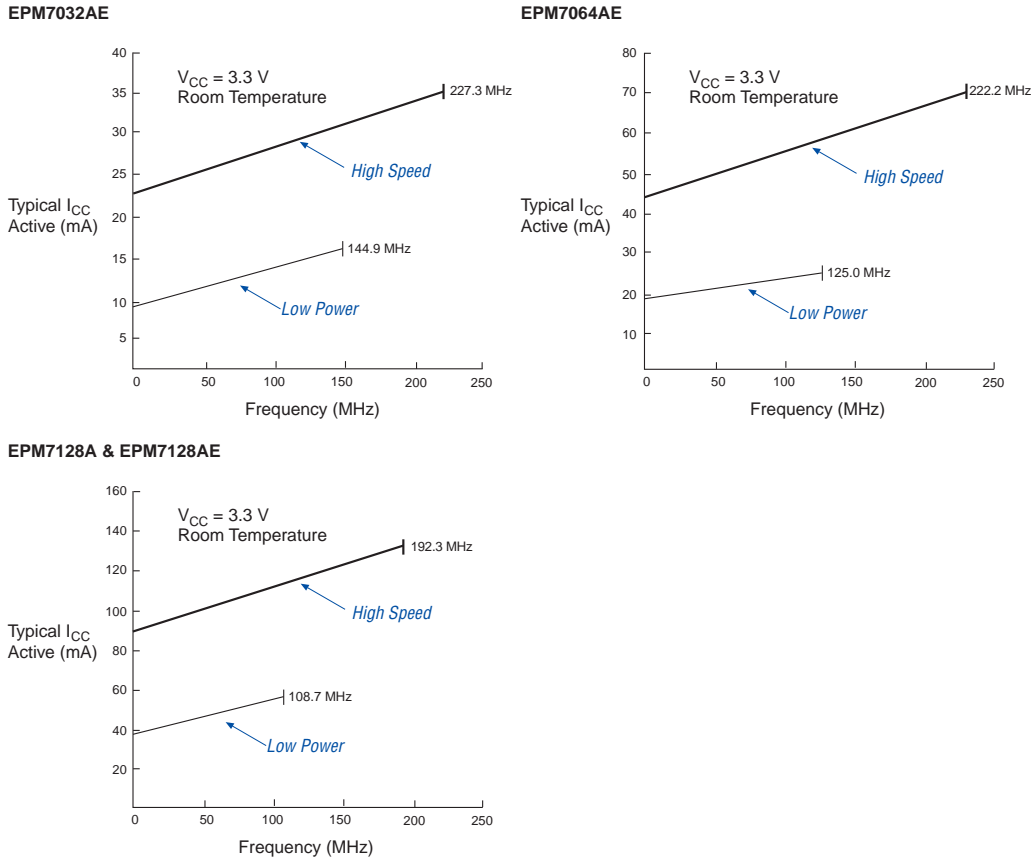 EPM7032AE
40
35
30
25
20
15
10
5
Typical ICC
Active (mA)
VCC = 3.3 V
Room Temperature
227.3 MHz
High Speed
144.9 MHz
Low Power
0 50 100 150 200 250
Frequency (MHz)
EPM7064AE
80
70
60
50
40
30
20
10
Typical ICC
Active (mA)
VCC = 3.3 V
Room Temperature
222.2 MHz
High Speed
125.0 MHz
Low Power
0 50 100 150 200 250
Frequency (MHz)
EPM7128A & EPM7128AE
160
140
120
100
80
60
40
20
Typical ICC
Active (mA)
VCC = 3.3 V
Room Temperature
192.3 MHz
High Speed
108.7 MHz
Low Power
0 50 100 150 200 250
Frequency (MHz)